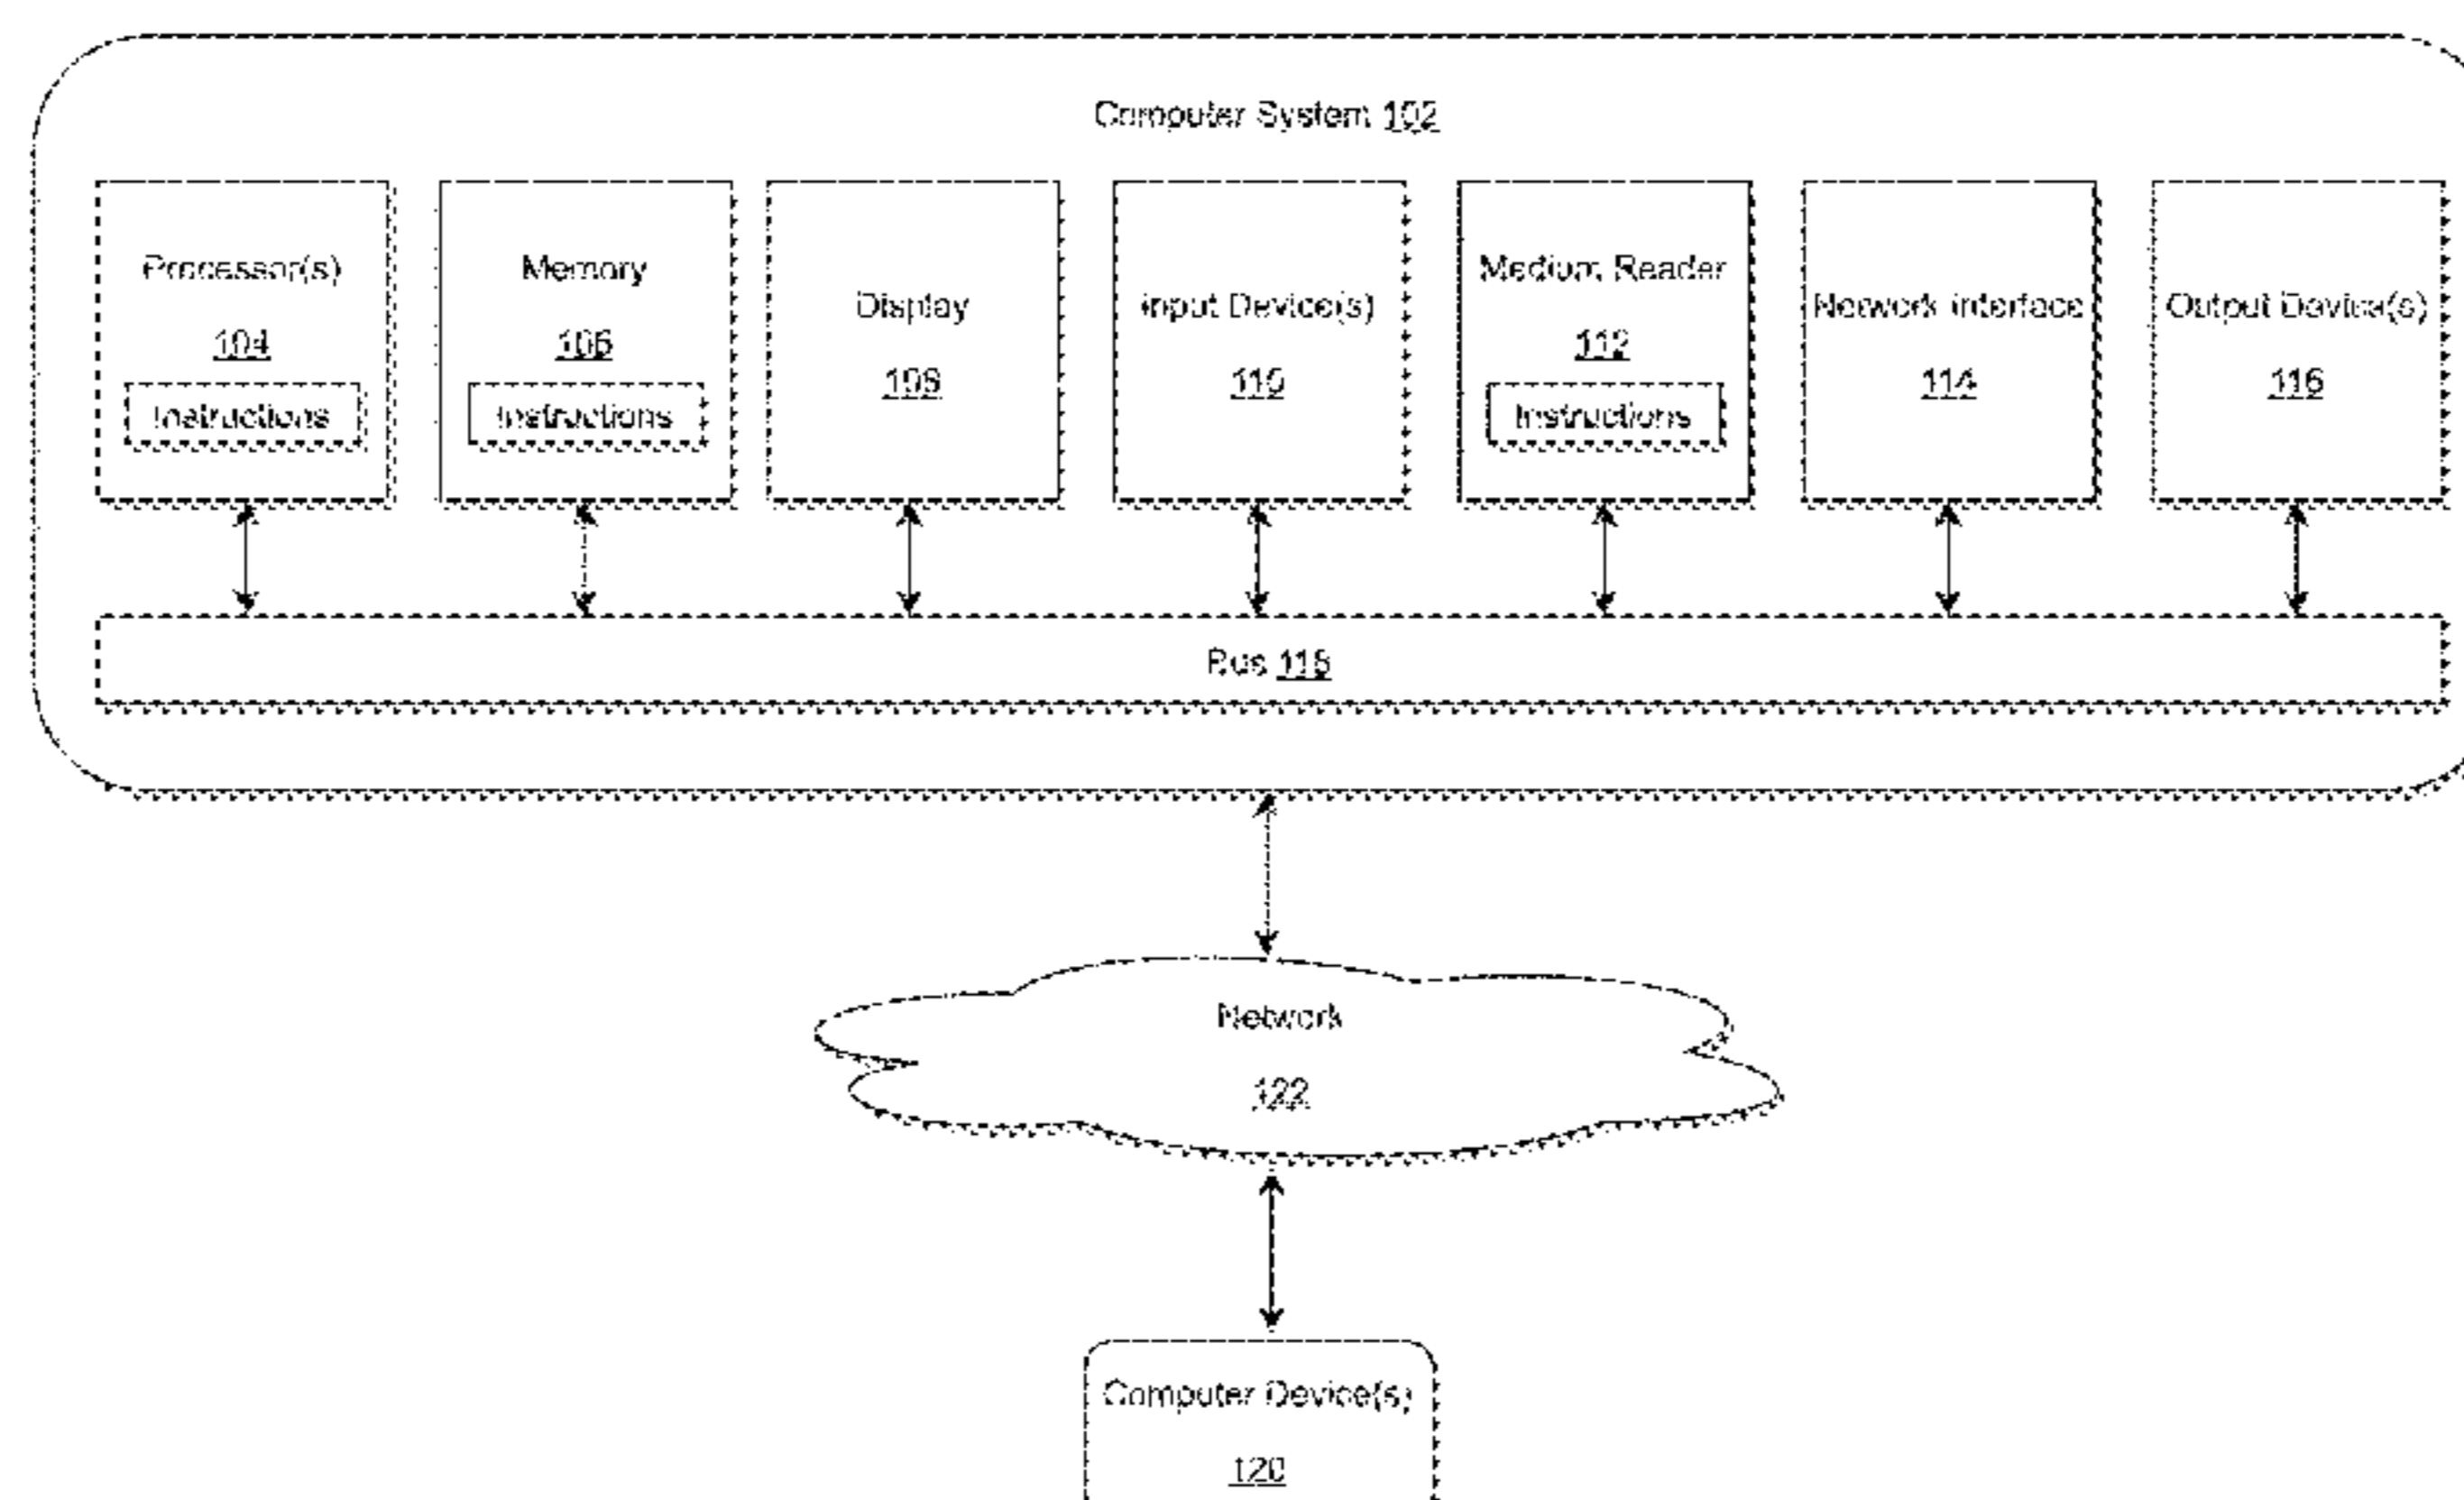 Computer System 102
Processor(s)
104
Instructions
Memory
106
Instructions
Display
108
Input Device(s)
110
Medium Reader
112
Instructions
Network Interface
114
Output Device(s)
116
Bus 118
Network
122
Computer Device(s)
120